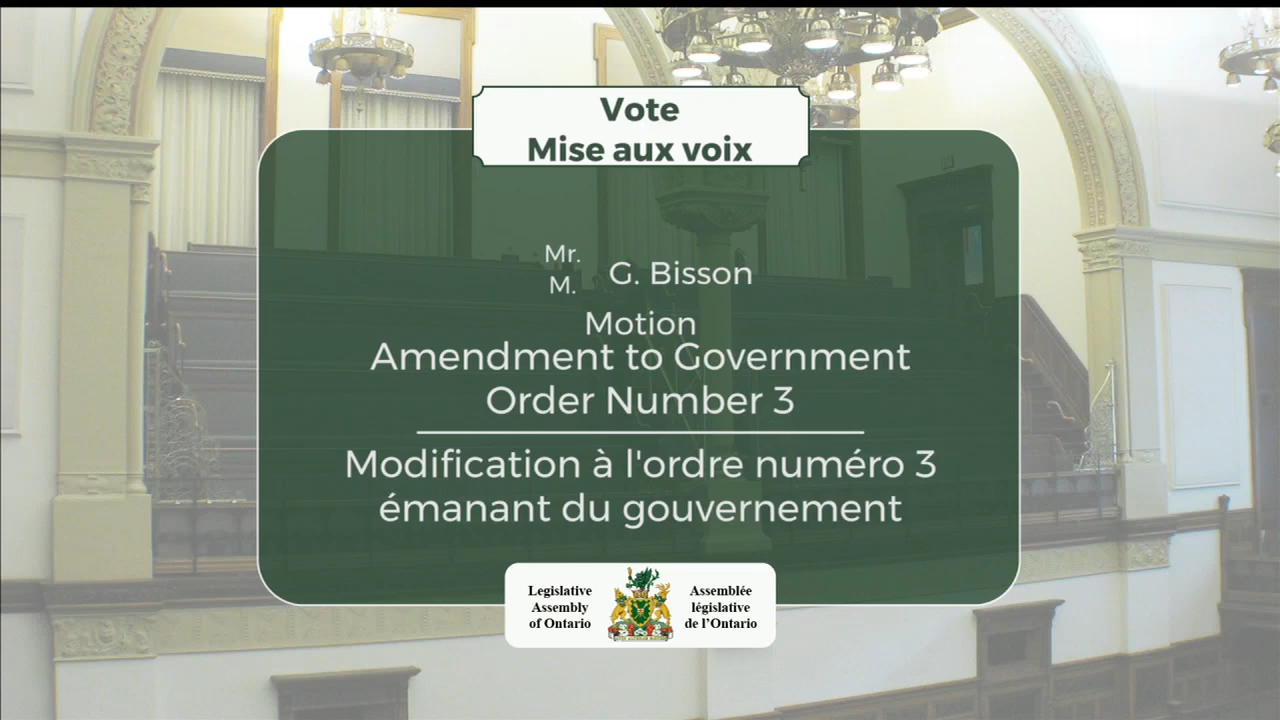 Vote
Mise aux voix
Mr.
M.
G. Bisson
Motion
Amendment to Government
Order Number 3
Modification à l'ordre numéro 3
émanant du gouvernement
Legislative
Assembly
of Ontario
Assemblée
législative
de l'Ontario